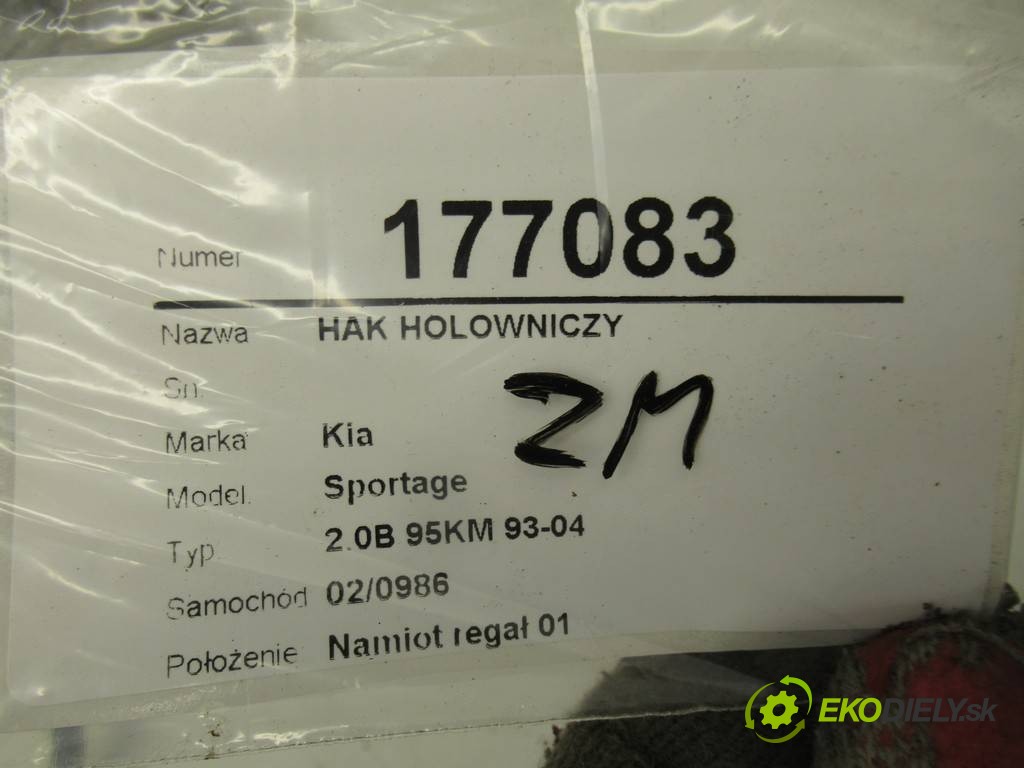 Numer 177083
Nazwa HAK HOLOWNICZY
Sn.
ZM
Marka Kia
Model. Sportage
Typ 2.0B 95KM 93-04
Samochód 02/0986
Położenie Namiot regał 01
EKODIELY.sk